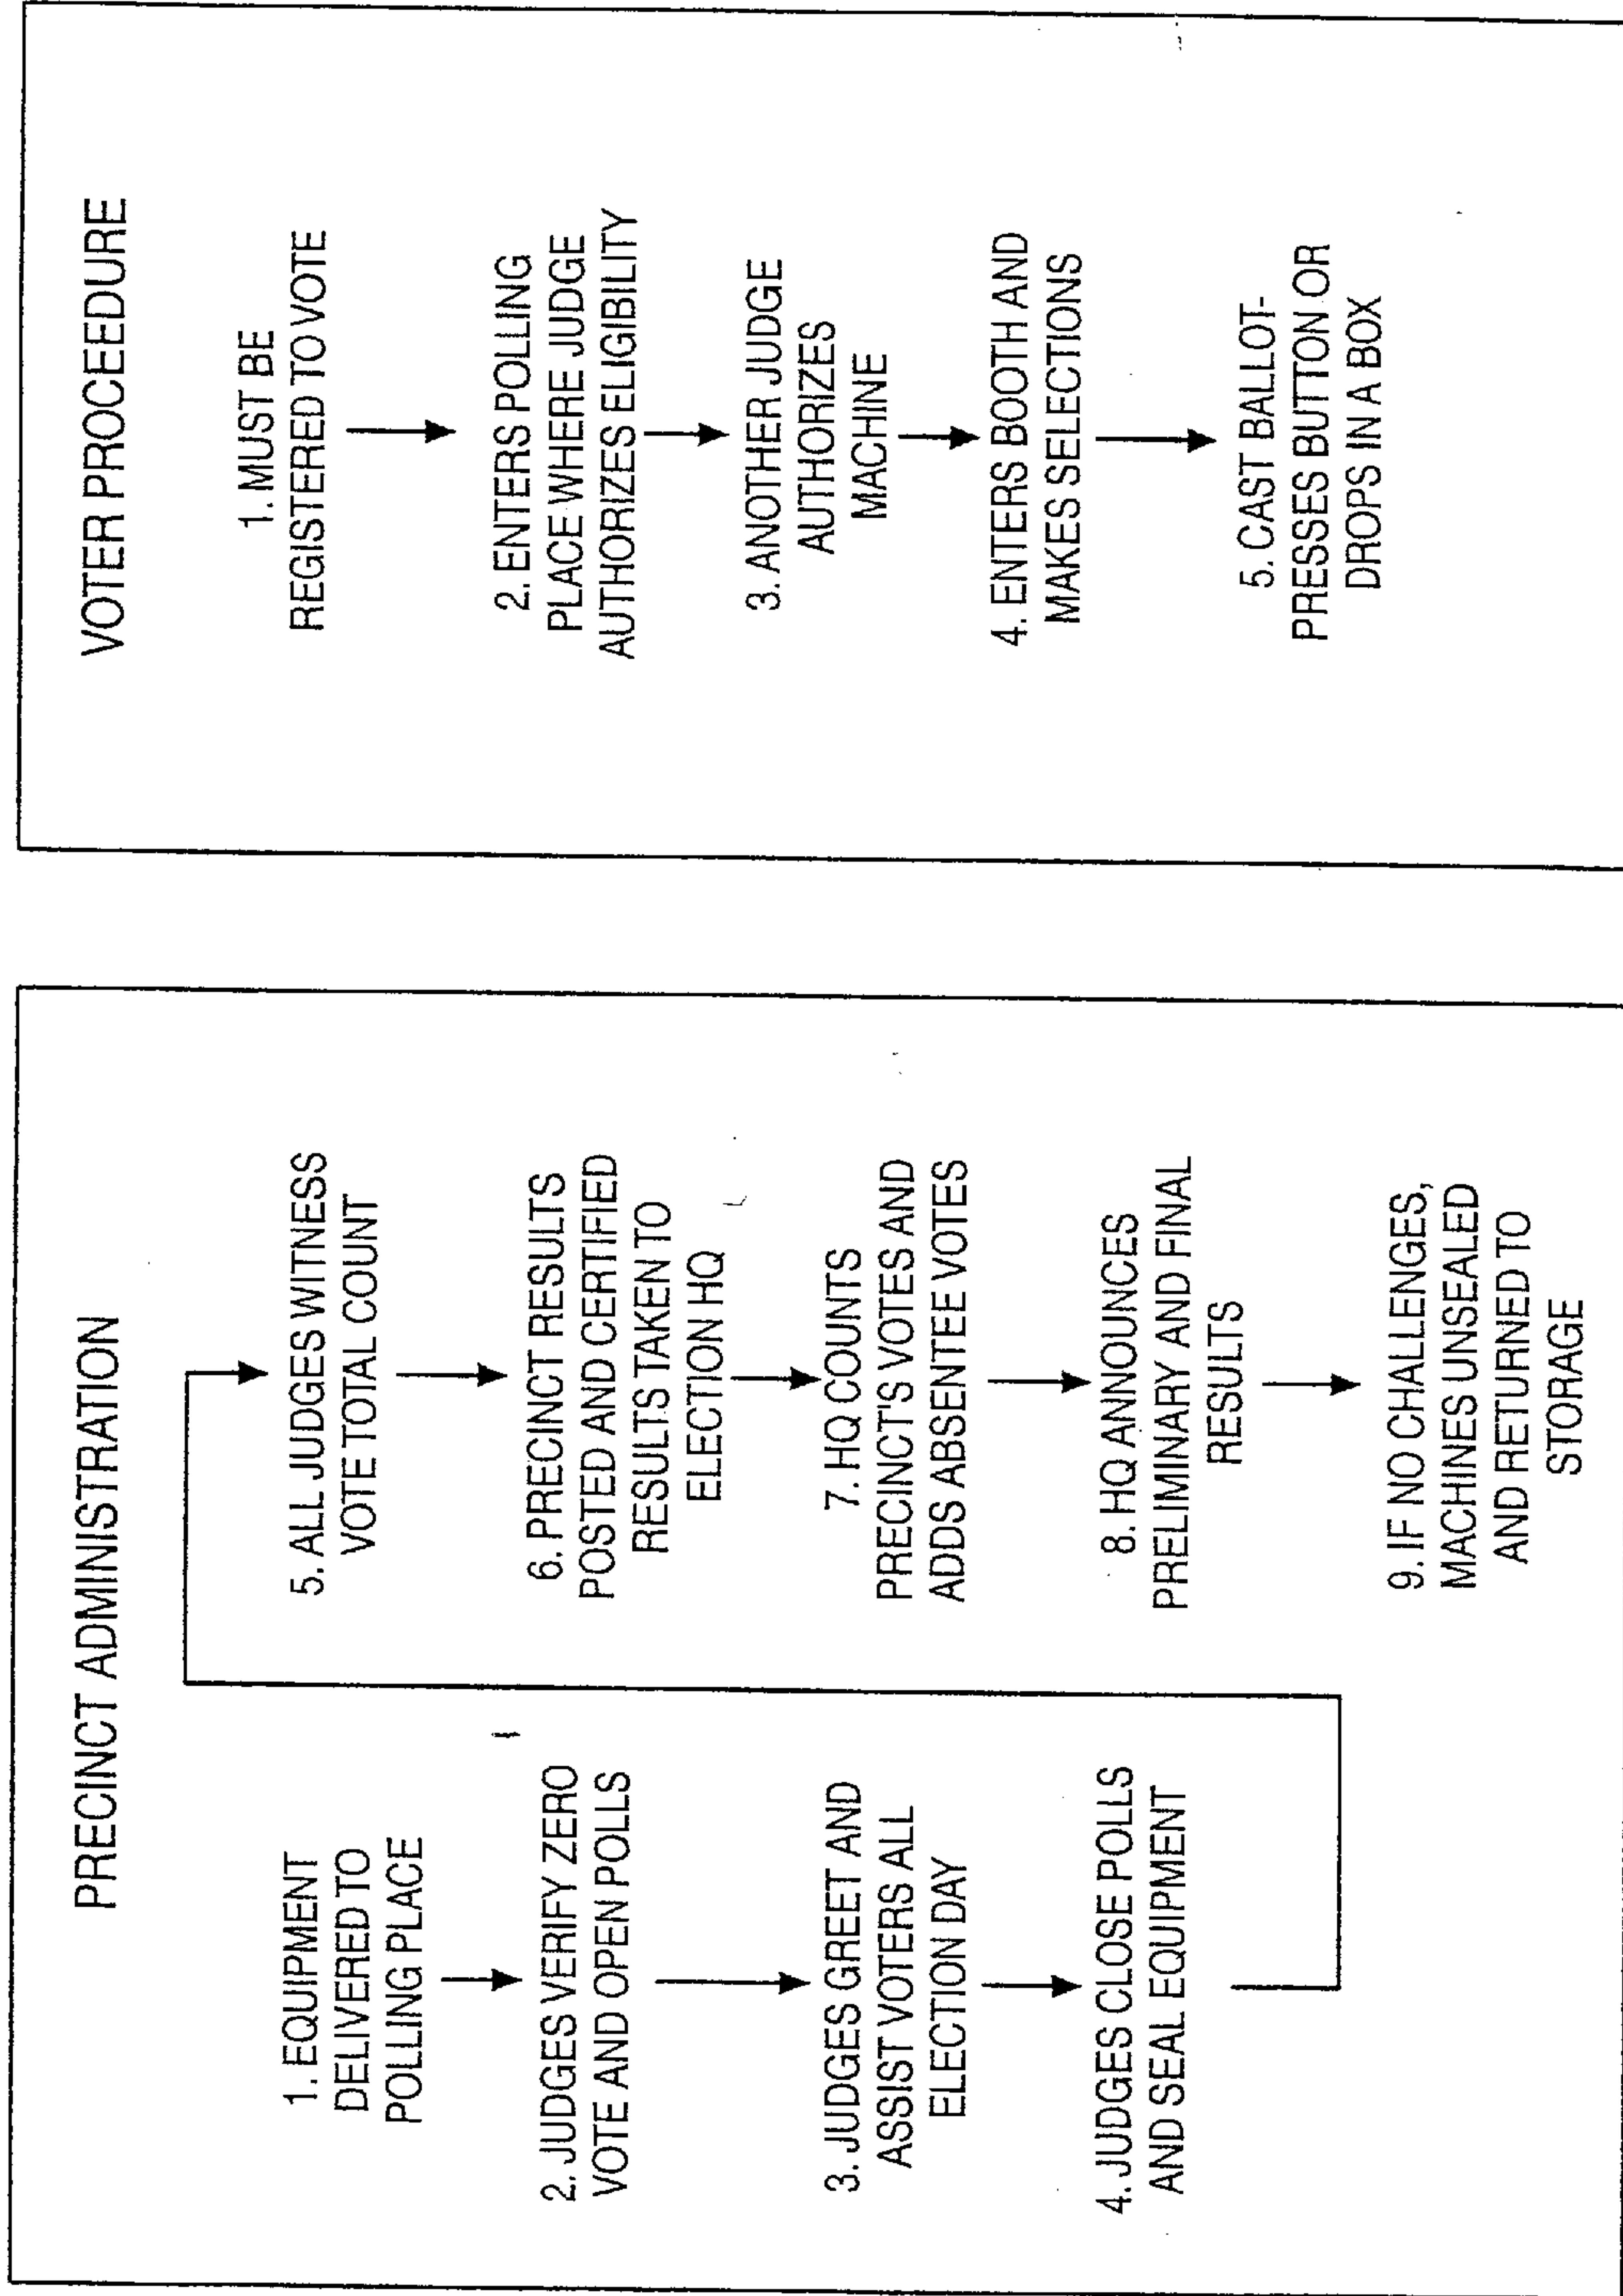 PRECINCT ADMINISTRATION
1. EQUIPMENT
DELIVERED TO
POLLING PLACE
2. JUDGES VERIFY ZERO
VOTE AND OPEN POLLS
3. JUDGES GREET AND
ASSIST VOTERS ALL
ELECTION DAY
4. JUDGES CLOSE POLLS
AND SEAL EQUIPMENT
5. ALL JUDGES WITNESS
VOTE TOTAL COUNT
6. PRECINCT RESULTS
POSTED AND CERTIFIED
RESULTS TAKEN TO
ELECTION HQ
7. HQ COUNTS
PRECINCT'S VOTES AND
ADDS ABSENTEE VOTES
8. HQ ANNOUNCES
PRELIMINARY AND FINAL
RESULTS
9. IF NO CHALLENGES,
MACHINES UNSEALED
AND RETURNED TO
STORAGE
VOTER PROCEEDURE
1. MUST BE
REGISTERED TO VOTE
2. ENTERS POLLING
PLACE WHERE JUDGE
AUTHORIZES ELIGIBILITY
3. ANOTHER JUDGE
AUTHORIZES
MACHINE
4. ENTERS BOOTH AND
MAKES SELECTIONS
5. CAST BALLOT-
PRESSES BUTTON OR
DROPS IN A BOX